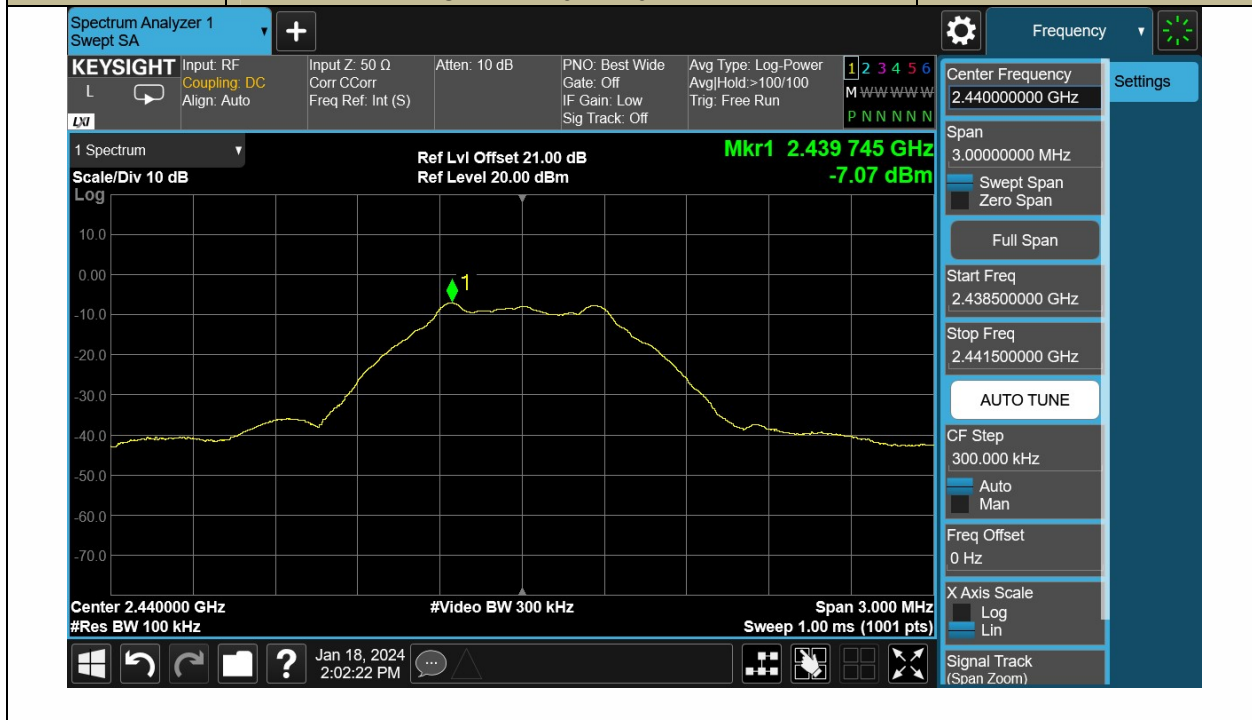 Spectrum Analyzer 1
Swept SA
+
Frequency
KEYSIGHT
L
LXI
Input: RF
Coupling: DC
Align: Auto
Input Z: 50 Ω
Corr CCorr
Freq Ref: Int (S)
Atten: 10 dB
PNO: Best Wide
Gate: Off
IF Gain: Low
Sig Track: Off
Avg Type: Log-Power
Avg|Hold:>100/100
Trig: Free Run
1 2 3 4 5 6
M W W W W W
P N N N N N
1 Spectrum
Scale/Div 10 dB
Log
Ref Lvl Offset 21.00 dB
Ref Level 20.00 dBm
Mkr1 2.439 745 GHz
-7.07 dBm
10.0
0.00
-10.0
-20.0
-30.0
-40.0
-50.0
-60.0
-70.0
1
Center 2.440000 GHz
#Res BW 100 kHz
#Video BW 300 kHz
Span 3.000 MHz
Sweep 1.00 ms (1001 pts)
Center Frequency
2.440000000 GHz
Settings
Span
3.00000000 MHz
Swept Span
Zero Span
Full Span
Start Freq
2.438500000 GHz
Stop Freq
2.441500000 GHz
AUTO TUNE
CF Step
300.000 kHz
Auto
Man
Freq Offset
0 Hz
X Axis Scale
Log
Lin
Signal Track
(Span Zoom)
?
Jan 18, 2024
2:02:22 PM